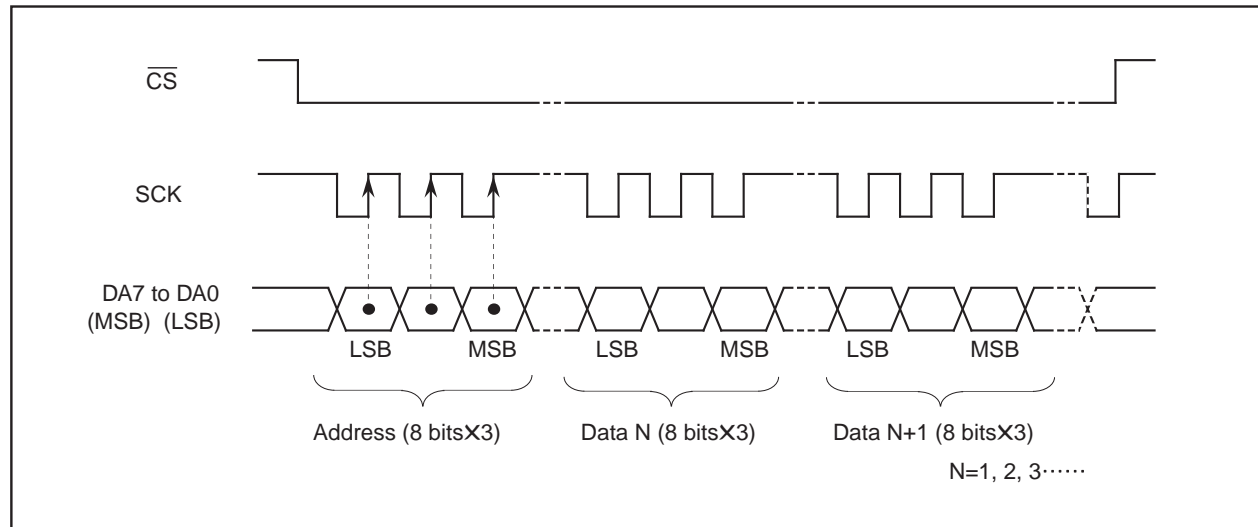 CS
SCK
DA7 to DA0
(MSB) (LSB)
LSB MSB LSB MSB LSB MSB
Address (8 bits×3) Data N (8 bits×3) Data N+1 (8 bits×3)
N=1, 2, 3······